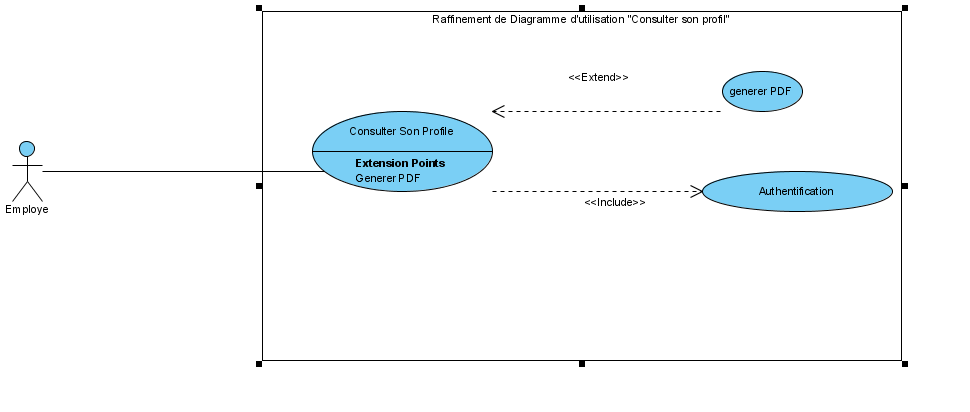 Raffinement de Diagramme d'utilisation "Consulter son profil"
<<Extend>>
generer PDF
Consulter Son Profile
Extension Points
Generer PDF
Authentification
<<Include>>
Employe